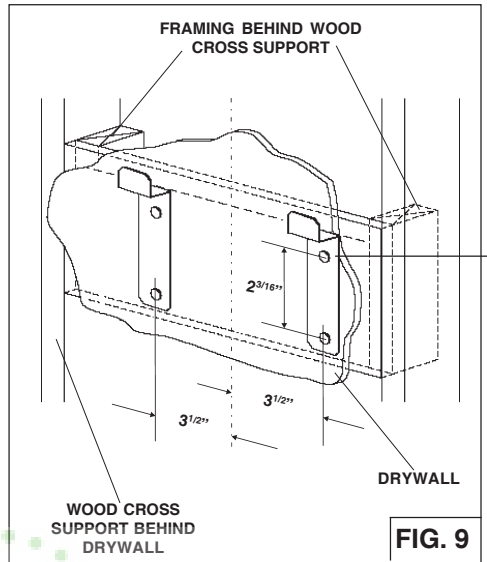 FRAMING BEHIND WOOD
CROSS SUPPORT
2 3/16"
3 1/2"
3 1/2"
DRYWALL
WOOD CROSS
SUPPORT BEHIND
DRYWALL
FIG. 9